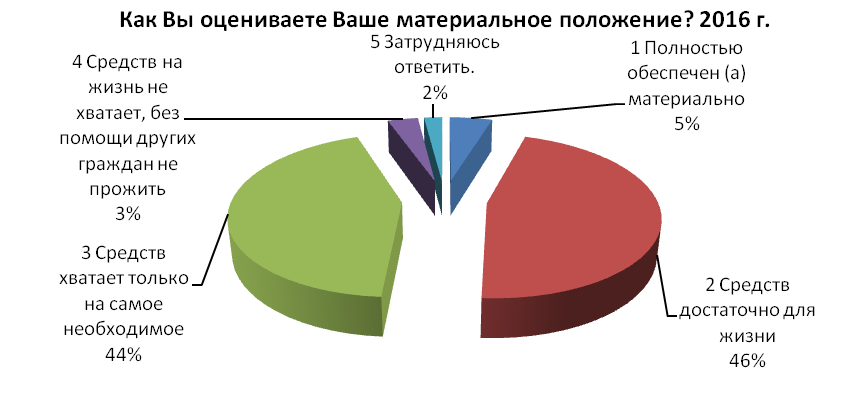 Как Вы оцениваете Ваше материальное положение? 2016 г.
5 Затрудняюсь
ответить.
2%
1 Полностью
обеспечен (а)
материально
5%
4 Средств на
жизнь не
хватает, без
помощи других
граждан не
прожить
3%
3 Средств
хватает только
на самое
необходимое
44%
2 Средств
достаточно для
жизни
46%